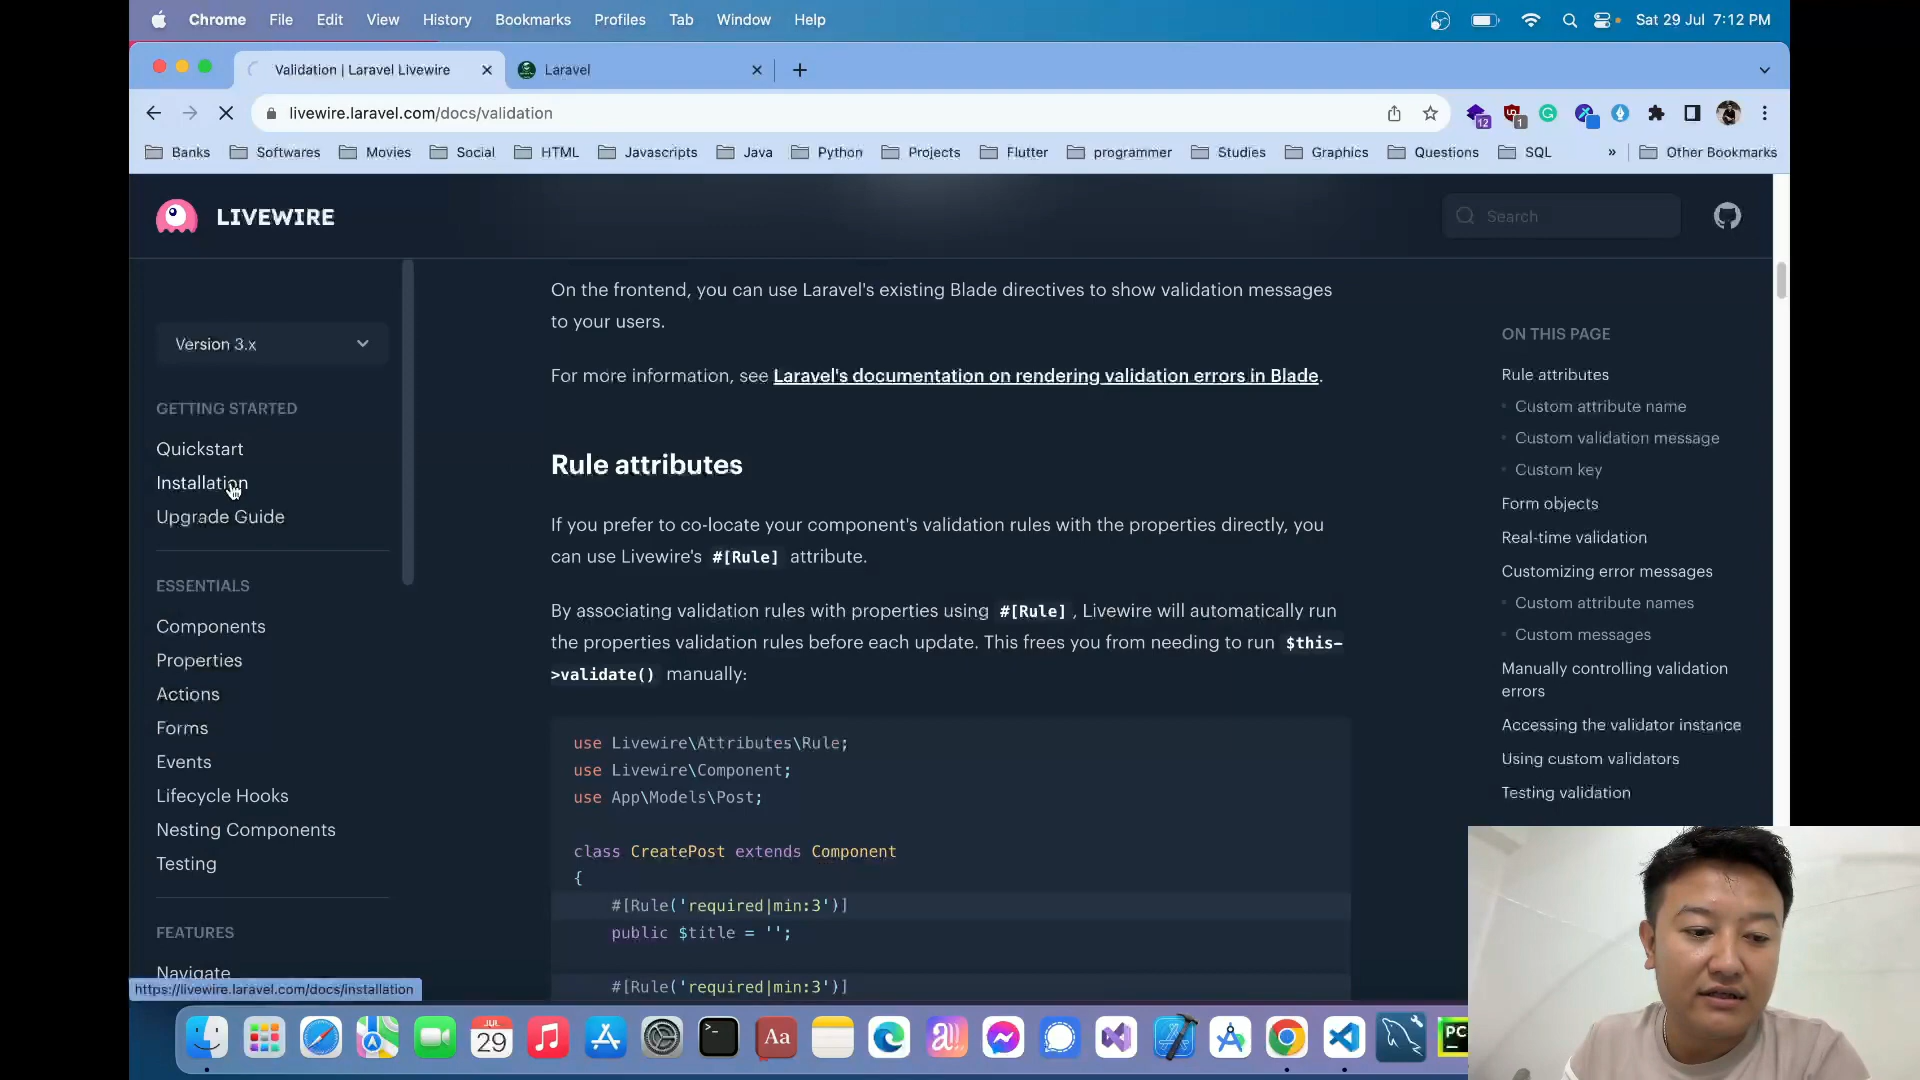 Chrome File Edit View History Bookmarks Profiles Tab Window Help Sat 29 Jul 7:12 PM
Validation | Laravel Livewire Laravel
livewire.laravel.com/docs/validation 12 1
Banks Softwares Movies Social HTML Javascripts Java Python Projects Flutter programmer Studies Graphics Questions SQL » Other Bookmarks
LIVEWIRE Search
Version 3.x
GETTING STARTED
Quickstart
Installation
Upgrade Guide
ESSENTIALS
Components
Properties
Actions
Forms
Events
Lifecycle Hooks
Nesting Components
Testing
FEATURES
Navigate
https://livewire.laravel.com/docs/installation
On the frontend, you can use Laravel's existing Blade directives to show validation messages
to your users.
For more information, see Laravel's documentation on rendering validation errors in Blade.
Rule attributes
If you prefer to co-locate your component's validation rules with the properties directly, you
can use Livewire's #[Rule] attribute.
By associating validation rules with properties using #[Rule] , Livewire will automatically run
the properties validation rules before each update. This frees you from needing to run $this-
>validate() manually:
use Livewire\Attributes\Rule;
use Livewire\Component;
use App\Models\Post;
class CreatePost extends Component
{
#[Rule('required|min:3')]
public $title = '';
#[Rule('required|min:3')]
ON THIS PAGE
Rule attributes
Custom attribute name
Custom validation message
Custom key
Form objects
Real-time validation
Customizing error messages
Custom attribute names
Custom messages
Manually controlling validation
errors
Accessing the validator instance
Using custom validators
Testing validation
JUL
29
Aa
PC